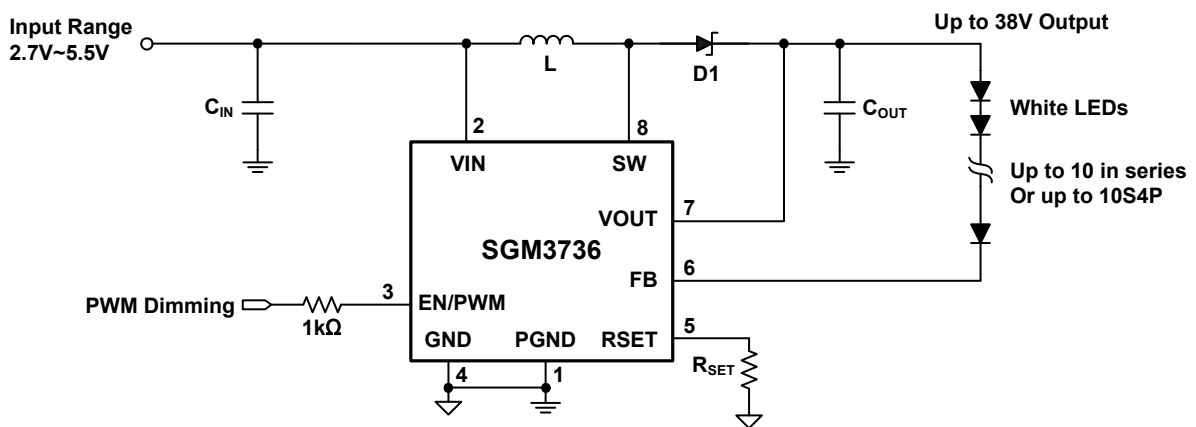 Input Range
2.7V~5.5V
Up to 38V Output
L
D1
CIN
COUT
White LEDs
2
8
VIN
SW
Up to 10 in series
Or up to 10S4P
7
VOUT
SGM3736
6
FB
PWM Dimming
1kΩ
3
EN/PWM
5
GND
PGND
RSET
RSET
4
1